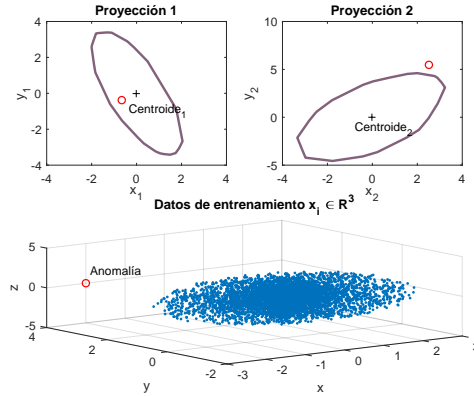 Proyección 1
Proyección 2
4
2
0
-2
-4
y1
Centroide1
-4
-2
0
2
4
x1
10
5
0
-5
y2
Centroide2
-4
-2
0
2
4
x2
Datos de entrenamiento xi ∈ R3
5
0
-5
z
Anomalía
4
2
0
-2
y
-3
-2
-1
0
1
2
3
x